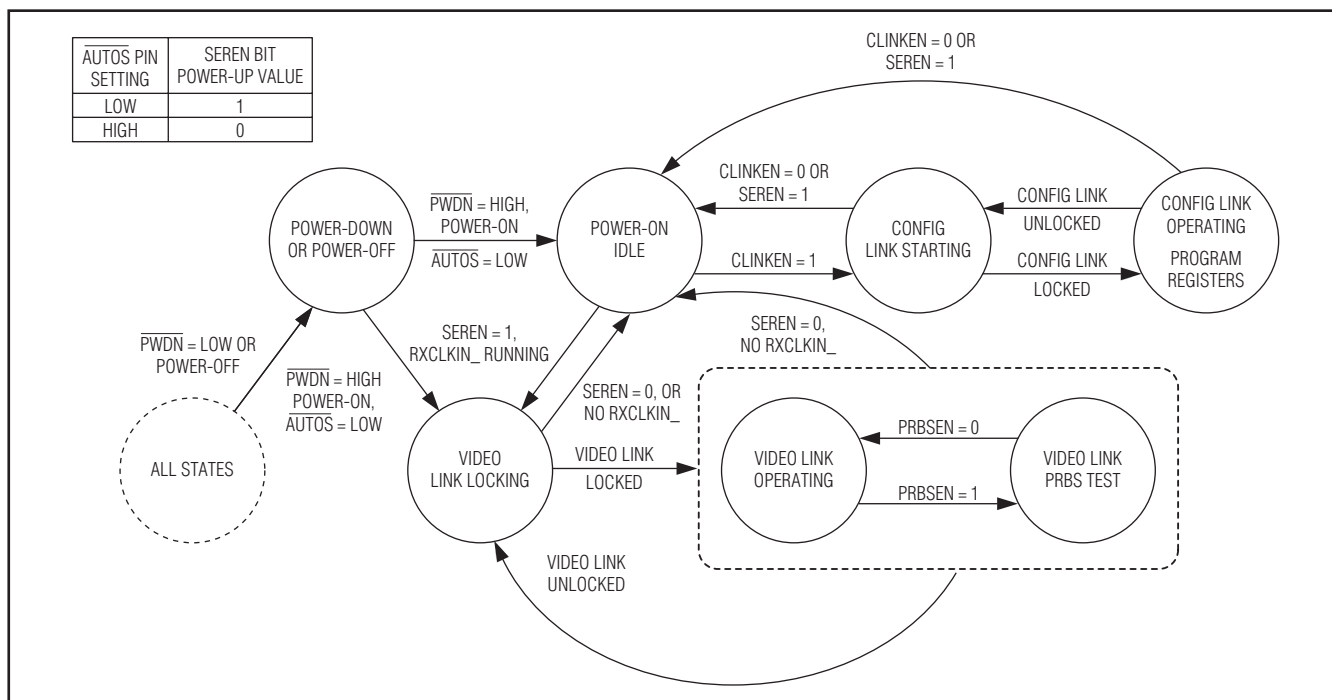 AUTOS PIN
SETTING
SEREN BIT
POWER-UP VALUE
LOW
1
HIGH
0
CLINKEN = 0 OR
SEREN = 1
POWER-DOWN
OR POWER-OFF
PWDN = HIGH,
POWER-ON
AUTOS = LOW
POWER-ON
IDLE
CLINKEN = 0 OR
SEREN = 1
CLINKEN = 1
CONFIG
LINK STARTING
CONFIG LINK
UNLOCKED
CONFIG LINK
LOCKED
CONFIG LINK
OPERATING
PROGRAM
REGISTERS
PWDN = LOW OR
POWER-OFF
PWDN = HIGH
POWER-ON,
AUTOS = LOW
SEREN = 1,
RXCLKIN_ RUNNING
SEREN = 0, OR
NO RXCLKIN_
SEREN = 0,
NO RXCLKIN_
ALL STATES
VIDEO
LINK LOCKING
VIDEO LINK
LOCKED
VIDEO LINK
OPERATING
PRBSEN = 0
PRBSEN = 1
VIDEO LINK
PRBS TEST
VIDEO LINK
UNLOCKED